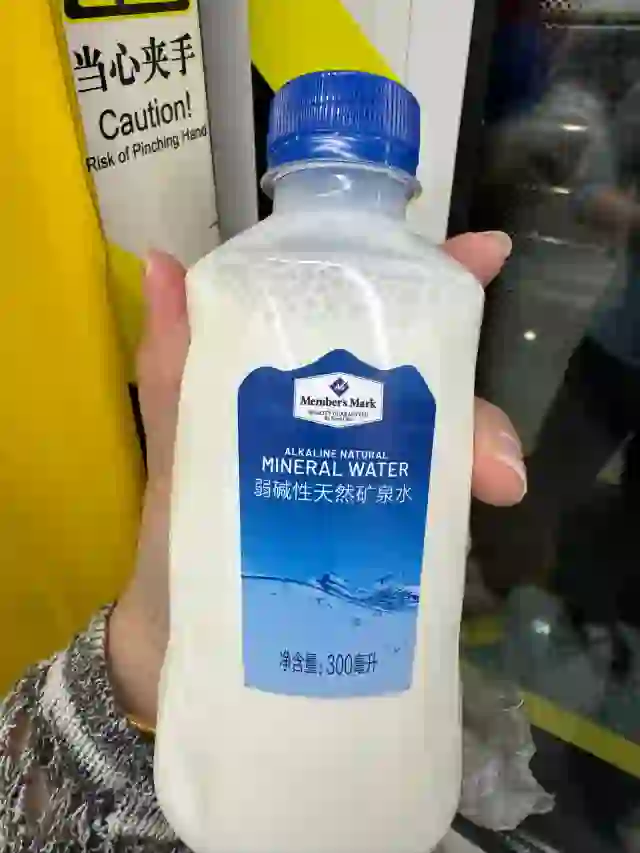 当心夹手
Caution!
Risk of Pinching Hand
Member's Mark
ALKALINE NATURAL
MINERAL WATER
弱碱性天然矿泉水
净含量: 300毫升